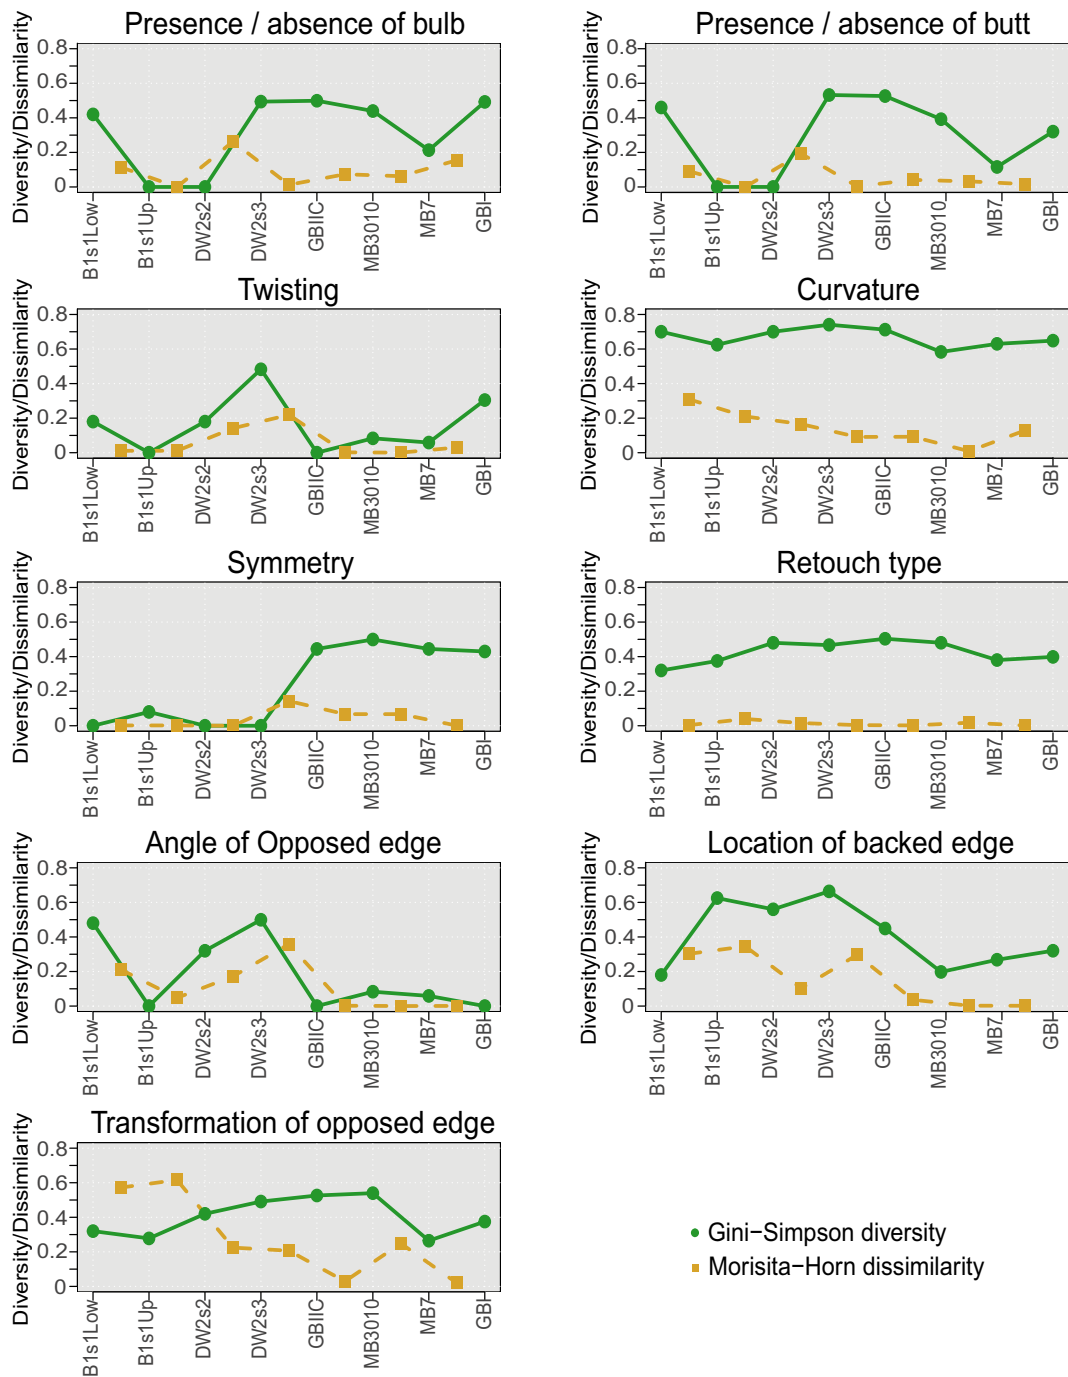 Presence / absence of bulb
Diversity/Dissimilarity
0.8
0.6
0.4
0.2
0
B1s1Low
B1s1Up
DW2s2
DW2s3
GBIIC
MB3010
MB7
GBI
Presence / absence of butt
Diversity/Dissimilarity
0.8
0.6
0.4
0.2
0
B1s1Low
B1s1Up
DW2s2
DW2s3
GBIIC
MB3010
MB7
GBI
Twisting
Diversity/Dissimilarity
0.8
0.6
0.4
0.2
0
B1s1Low
B1s1Up
DW2s2
DW2s3
GBIIC
MB3010
MB7
GBI
Curvature
Diversity/Dissimilarity
0.8
0.6
0.4
0.2
0
B1s1Low
B1s1Up
DW2s2
DW2s3
GBIIC
MB3010
MB7
GBI
Symmetry
Diversity/Dissimilarity
0.8
0.6
0.4
0.2
0
B1s1Low
B1s1Up
DW2s2
DW2s3
GBIIC
MB3010
MB7
GBI
Retouch type
Diversity/Dissimilarity
0.8
0.6
0.4
0.2
0
B1s1Low
B1s1Up
DW2s2
DW2s3
GBIIC
MB3010
MB7
GBI
Angle of Opposed edge
Diversity/Dissimilarity
0.8
0.6
0.4
0.2
0
B1s1Low
B1s1Up
DW2s2
DW2s3
GBIIC
MB3010
MB7
GBI
Location of backed edge
Diversity/Dissimilarity
0.8
0.6
0.4
0.2
0
B1s1Low
B1s1Up
DW2s2
DW2s3
GBIIC
MB3010
MB7
GBI
Transformation of opposed edge
Diversity/Dissimilarity
0.8
0.6
0.4
0.2
0
B1s1Low
B1s1Up
DW2s2
DW2s3
GBIIC
MB3010
MB7
GBI
Gini−Simpson diversity
Morisita−Horn dissimilarity